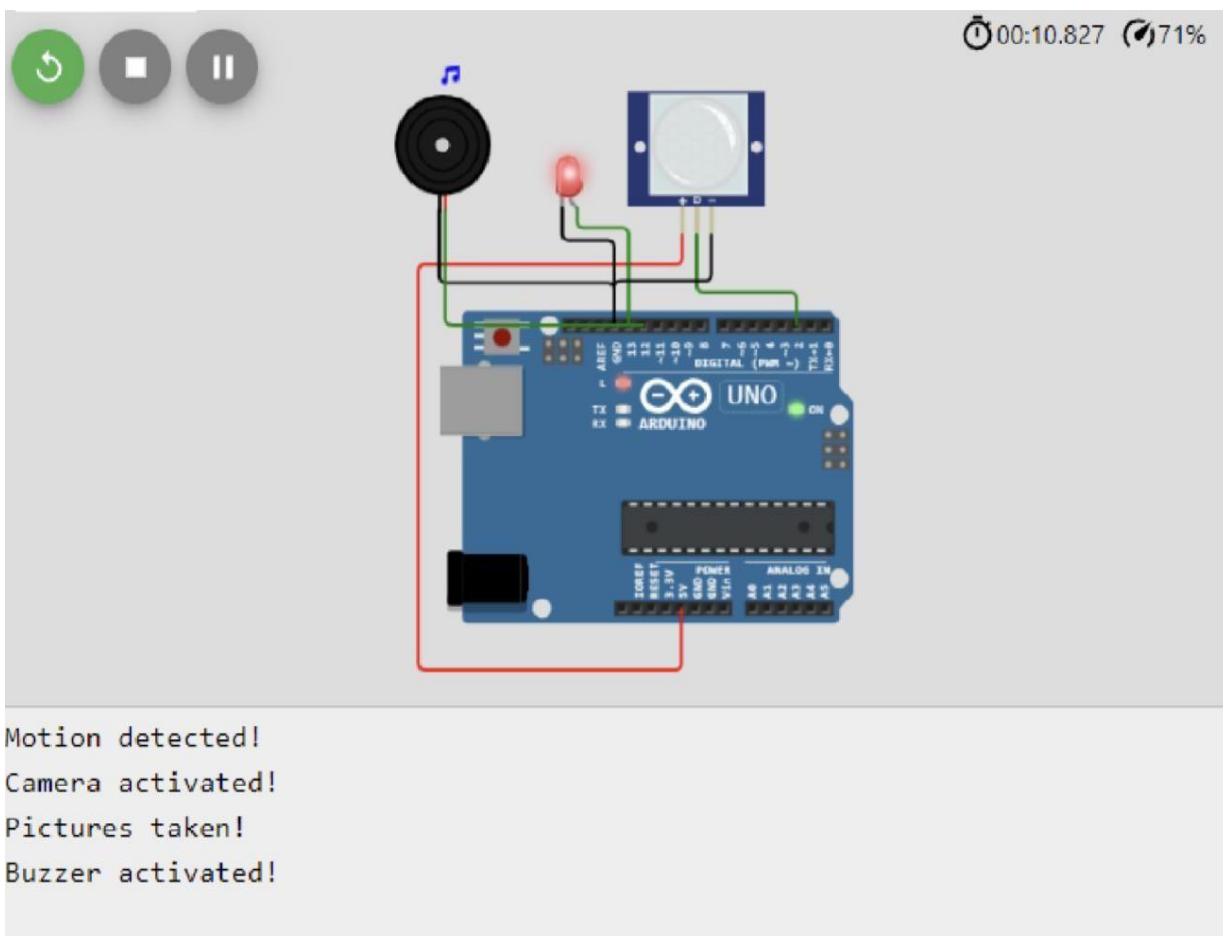 00:10.827 71%
+ D -
AREF GND 13 12 ~11 ~10 ~9 8 7 ~6 ~5 4 ~3 2 TX→1 RX←0
DIGITAL (PWM ~)
L
UNO
TX
ON
RX ARDUINO
POWER ANALOG IN
IOREF RESET 3.3V 5V GND GND Vin A0 A1 A2 A3 A4 A5
Motion detected!
Camera activated!
Pictures taken!
Buzzer activated!